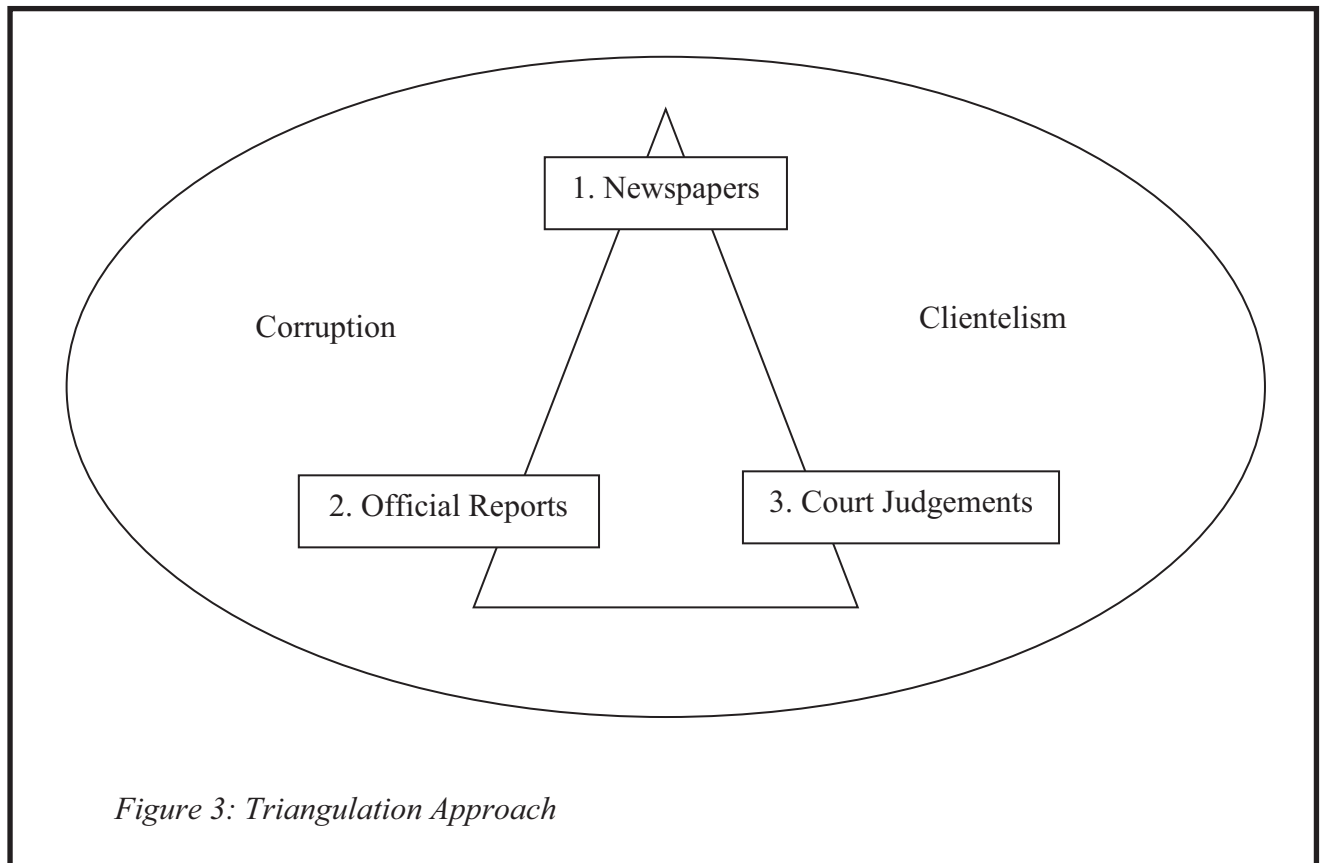 1. Newspapers
Corruption
Clientelism
2. Official Reports
3. Court Judgements
Figure 3: Triangulation Approach